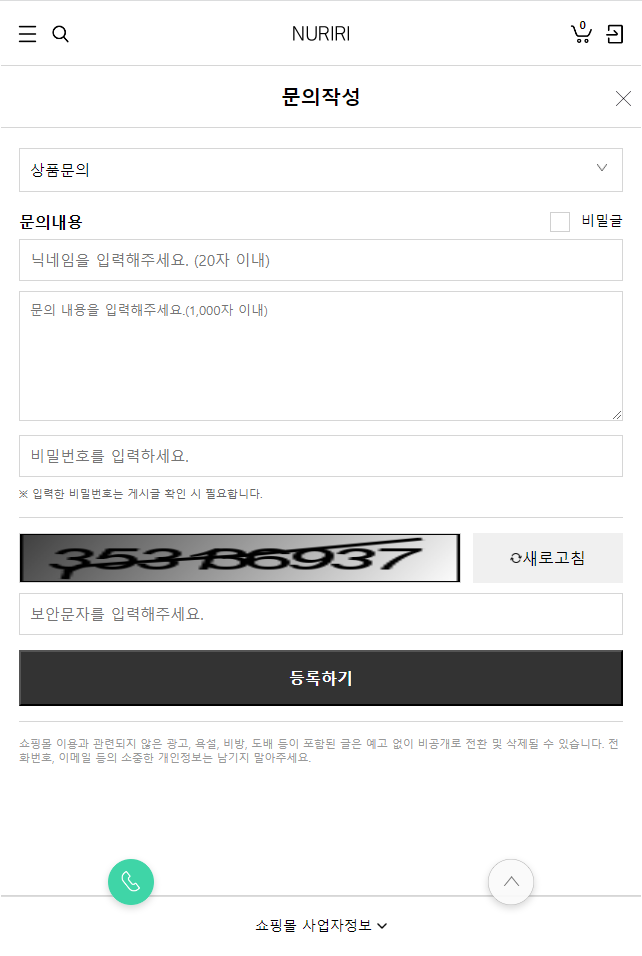 NURIRI
0
문의작성
상품문의
문의내용
비밀글
닉네임을 입력해주세요. (20자 이내)
문의 내용을 입력해주세요.(1,000자 이내)
비밀번호를 입력하세요.
※ 입력한 비밀번호는 게시글 확인 시 필요합니다.
새로고침
보안문자를 입력해주세요.
등록하기
쇼핑몰 이용과 관련되지 않은 광고, 욕설, 비방, 도배 등이 포함된 글은 예고 없이 비공개로 전환 및 삭제될 수 있습니다. 전
화번호, 이메일 등의 소중한 개인정보는 남기지 말아주세요.
쇼핑몰 사업자정보